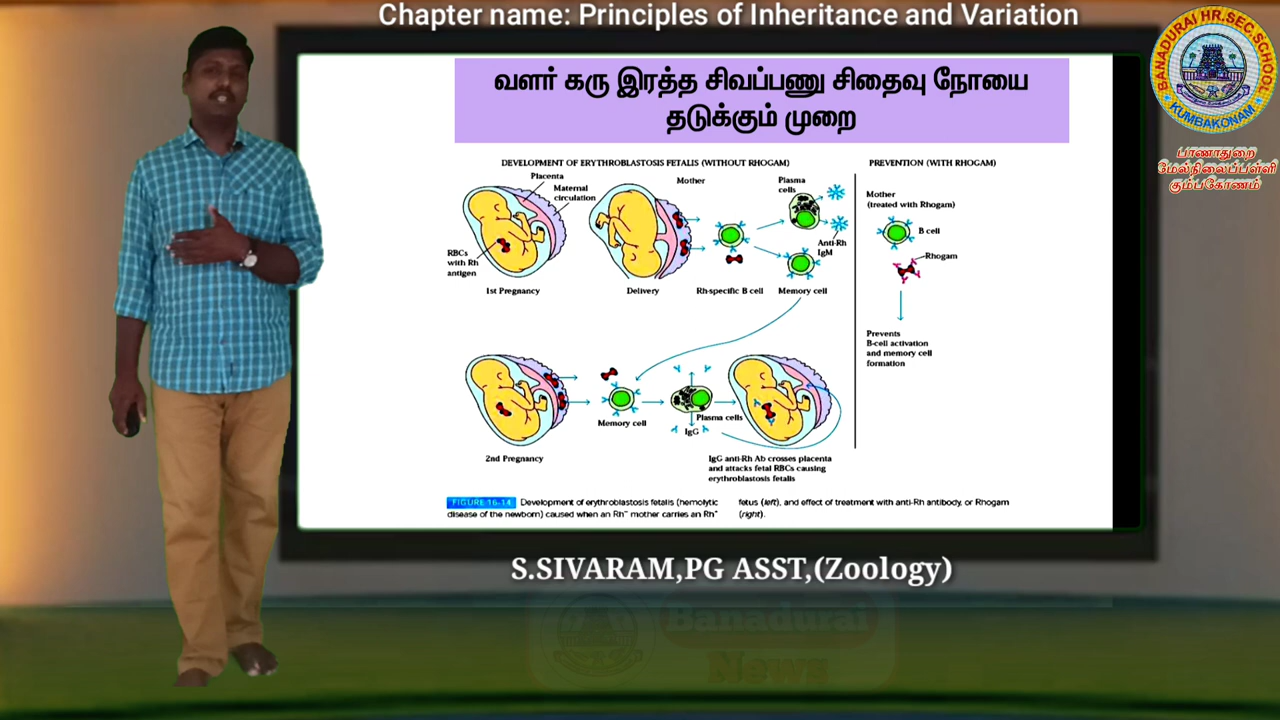 Chapter name: Principles of Inheritance and Variation
BANADURAI HR.SEC.SCHOOL
KUMBAKONAM
பாணாதுறை
மேல்நிலைப்பள்ளி
கும்பகோணம்
வளர் கரு இரத்த சிவப்பணு சிதைவு நோயை
தடுக்கும் முறை
DEVELOPMENT OF ERYTHROBLASTOSIS FETALIS (WITHOUT RHOGAM)
Placenta
Maternal
circulation
RBCs
with Rh
antigen
1st Pregnancy
Delivery
Mother
Rh-specific B cell
Plasma
cells
Anti-Rh
IgM
Memory cell
2nd Pregnancy
Memory cell
Plasma cells
IgG
IgG anti-Rh Ab crosses placenta
and attacks fetal RBCs causing
erythroblastosis fetalis
PREVENTION (WITH RHOGAM)
Mother
(treated with Rhogam)
B cell
Rhogam
Prevents
B-cell activation
and memory cell
formation
FIGURE 16-14 Development of erythroblastosis fetalis (hemolytic
disease of the newborn) caused when an Rh⁻ mother carries an Rh⁺
fetus (left), and effect of treatment with anti-Rh antibody, or Rhogam
(right).
S.SIVARAM,PG ASST,(Zoology)
Banadurai
News